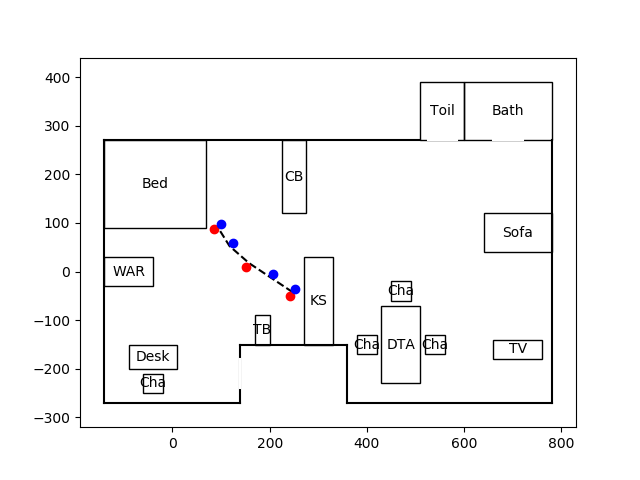 400
300
200
100
0
−100
−200
−300
0
200
400
600
800
Toil
Bath
Bed
CB
Sofa
WAR
Cha
KS
TB
Cha
DTA
Cha
TV
Desk
Cha